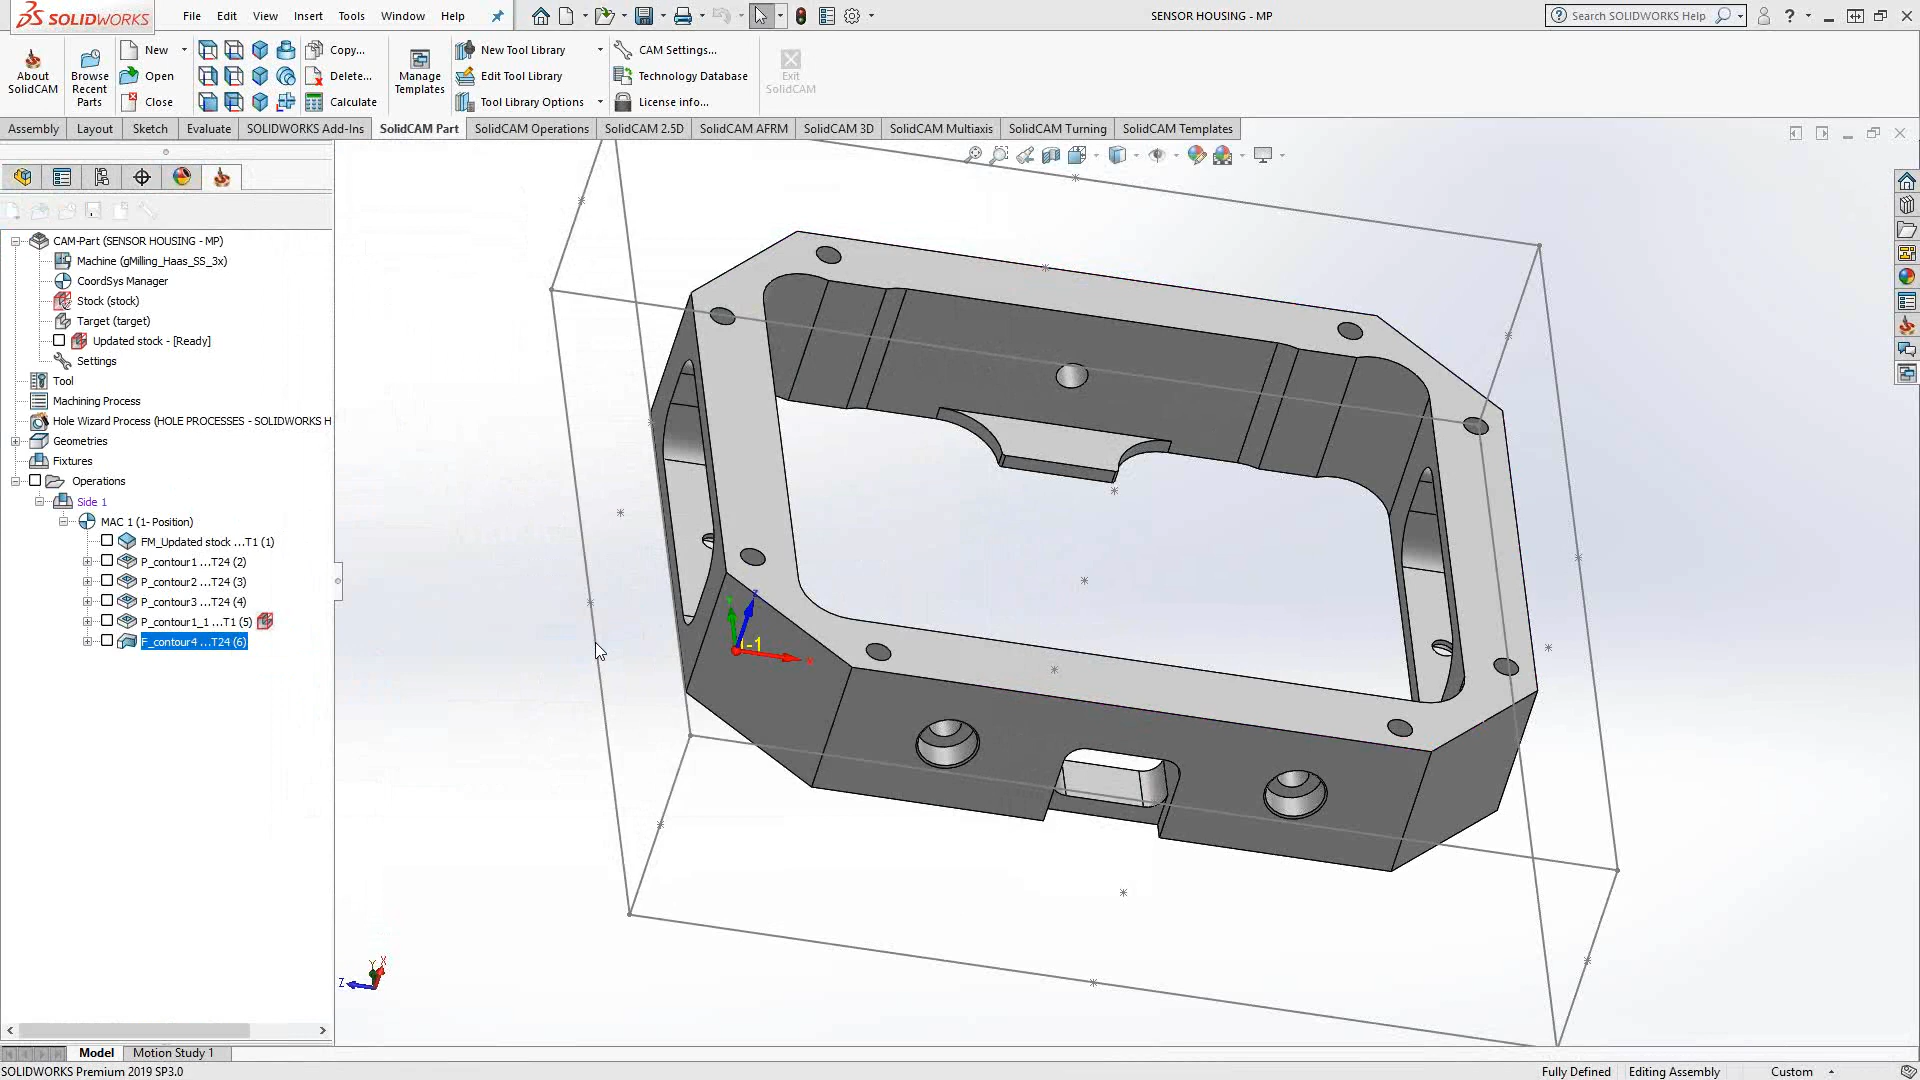 SOLIDWORKS
File Edit View Insert Tools Window Help
SENSOR HOUSING - MP
Search SOLIDWORKS Help
About SolidCAM
Browse Recent Parts
New
Open
Close
Copy...
Delete...
Calculate
Manage Templates
New Tool Library
Edit Tool Library
Tool Library Options
CAM Settings...
Technology Database
License info...
Exit SolidCAM
Assembly Layout Sketch Evaluate SOLIDWORKS Add-Ins SolidCAM Part SolidCAM Operations SolidCAM 2.5D SolidCAM AFRM SolidCAM 3D SolidCAM Multiaxis SolidCAM Turning SolidCAM Templates
CAM-Part (SENSOR HOUSING - MP)
Machine (gMilling_Haas_SS_3x)
CoordSys Manager
Stock (stock)
Target (target)
Updated stock - [Ready]
Settings
Tool
Machining Process
Hole Wizard Process (HOLE PROCESSES - SOLIDWORKS H
Geometries
Fixtures
Operations
Side 1
MAC 1 (1- Position)
FM_Updated stock ...T1 (1)
P_contour1 ...T24 (2)
P_contour2 ...T24 (3)
P_contour3 ...T24 (4)
P_contour1_1 ...T1 (5)
F_contour4 ...T24 (6)
Z Y X
Model Motion Study 1
SOLIDWORKS Premium 2019 SP3.0
Fully Defined Editing Assembly Custom